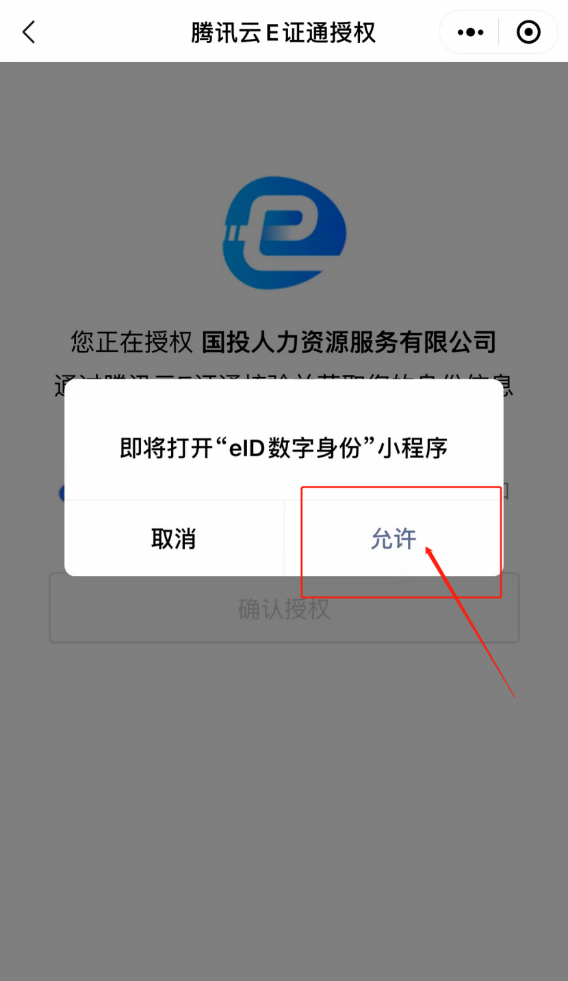 腾讯云E证通授权
您正在授权 国投人力资源服务有限公司
即将打开“eID数字身份”小程序
取消
允许
确认授权